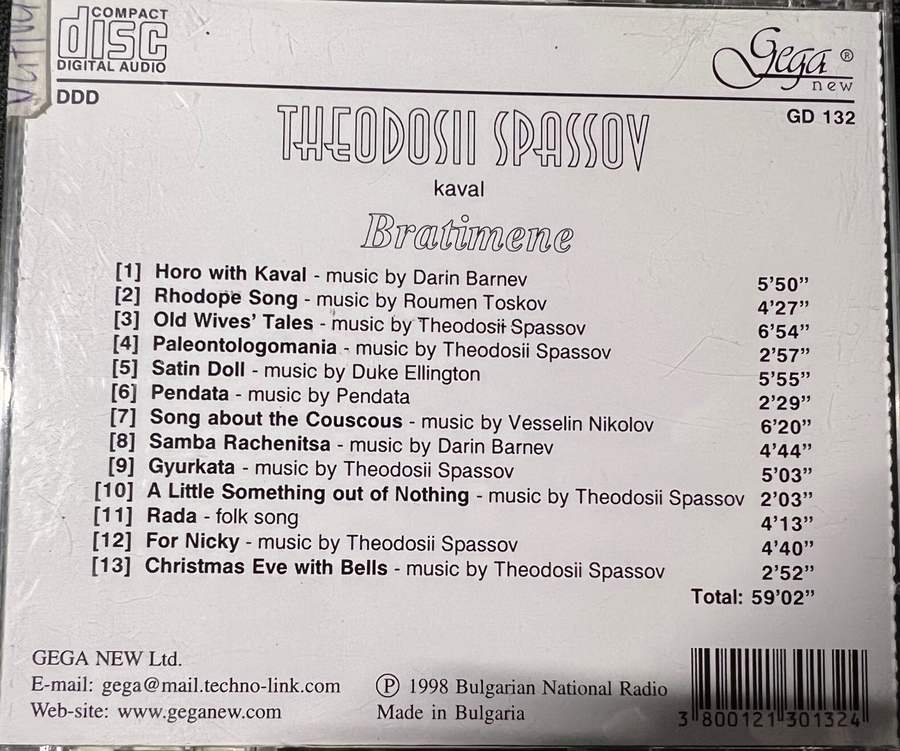 COMPACT
disc
DIGITAL AUDIO
Gega ®
new
DDD
GD 132
THEODOSII SPASSOV
kaval
Bratimene
[1] Horo with Kaval - music by Darin Barnev 5’50”
[2] Rhodope Song - music by Roumen Toskov 4’27”
[3] Old Wives’ Tales - music by Theodosii Spassov 6’54”
[4] Paleontologomania - music by Theodosii Spassov 2’57”
[5] Satin Doll - music by Duke Ellington 5’55”
[6] Pendata - music by Pendata 2’29”
[7] Song about the Couscous - music by Vesselin Nikolov 6’20”
[8] Samba Rachenitsa - music by Darin Barnev 4’44”
[9] Gyurkata - music by Theodosii Spassov 5’03”
[10] A Little Something out of Nothing - music by Theodosii Spassov 2’03”
[11] Rada - folk song 4’13”
[12] For Nicky - music by Theodosii Spassov 4’40”
[13] Christmas Eve with Bells - music by Theodosii Spassov 2’52”
Total: 59’02”
GEGA NEW Ltd.
E-mail: gega@mail.techno-link.com
Web-site: www.geganew.com
Ⓟ 1998 Bulgarian National Radio
Made in Bulgaria
3 800121 301324